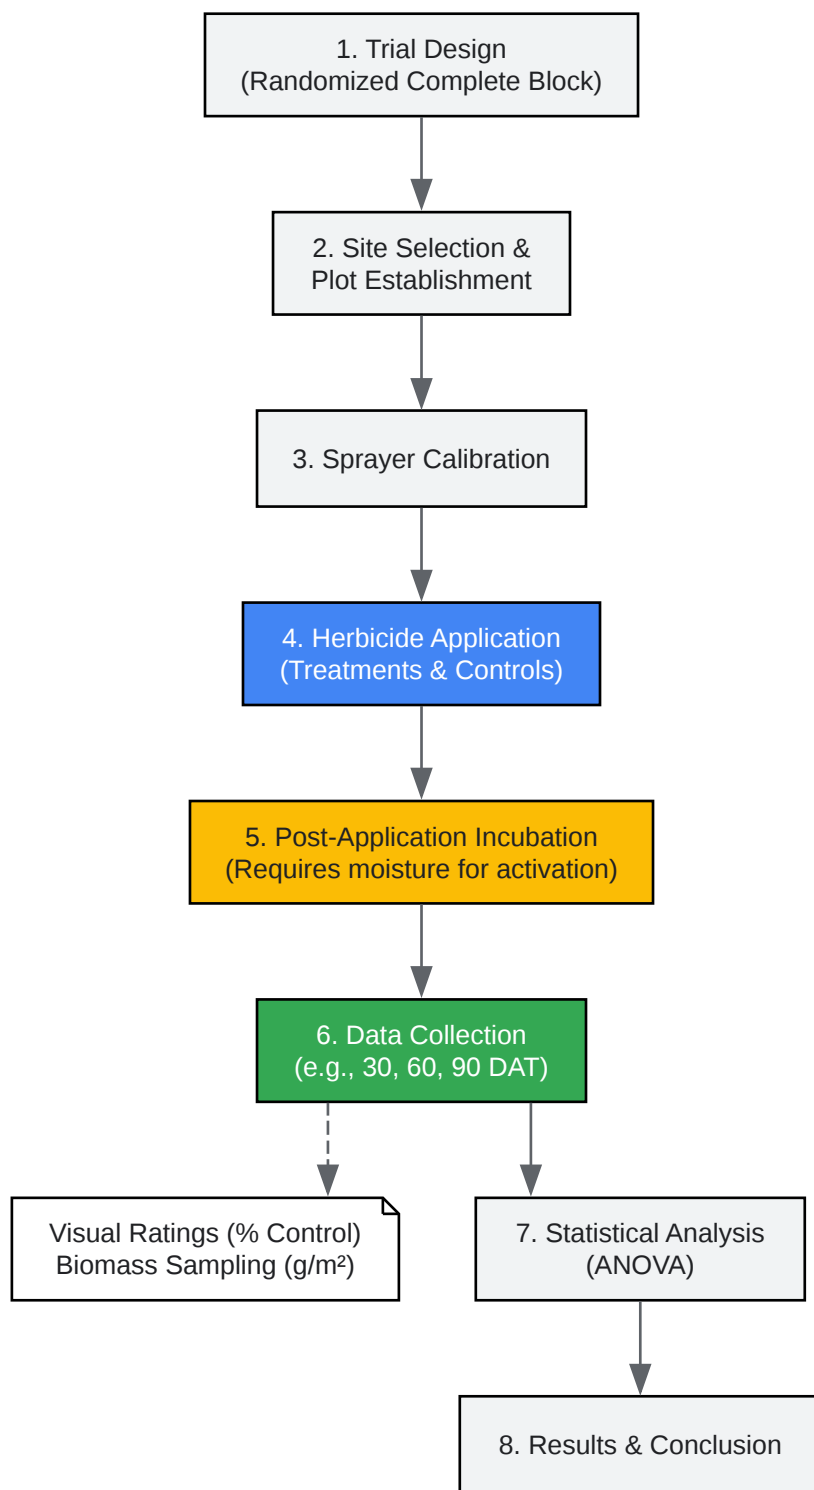 1. Trial Design
(Randomized Complete Block)
2. Site Selection &
Plot Establishment
3. Sprayer Calibration
4. Herbicide Application
(Treatments & Controls)
5. Post-Application Incubation
(Requires moisture for activation)
6. Data Collection
(e.g., 30, 60, 90 DAT)
Visual Ratings (% Control)
Biomass Sampling (g/m²)
7. Statistical Analysis
(ANOVA)
8. Results & Conclusion